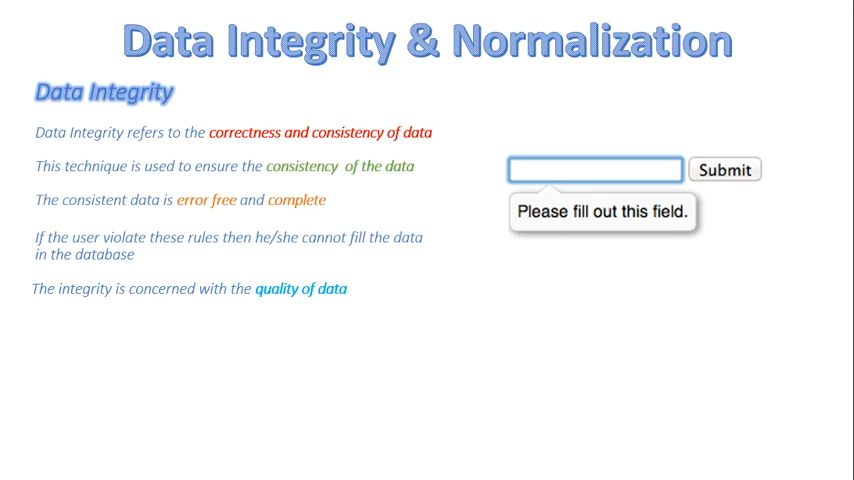 Data Integrity & Normalization
Data Integrity
Data Integrity refers to the correctness and consistency of data
This technique is used to ensure the consistency of the data
The consistent data is error free and complete
If the user violate these rules then he/she cannot fill the data
in the database
The integrity is concerned with the quality of data
Submit
Please fill out this field.